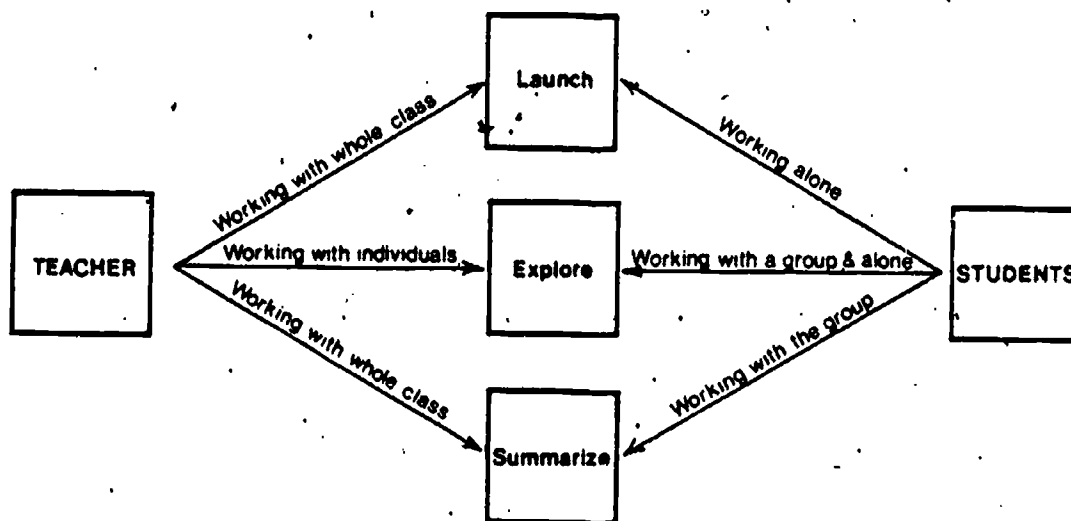 Launch
Working with whole class
Working alone
TEACHER
Working with individuals
Explore
Working with a group & alone
STUDENTS
Working with whole class
Working with the group
Summarize